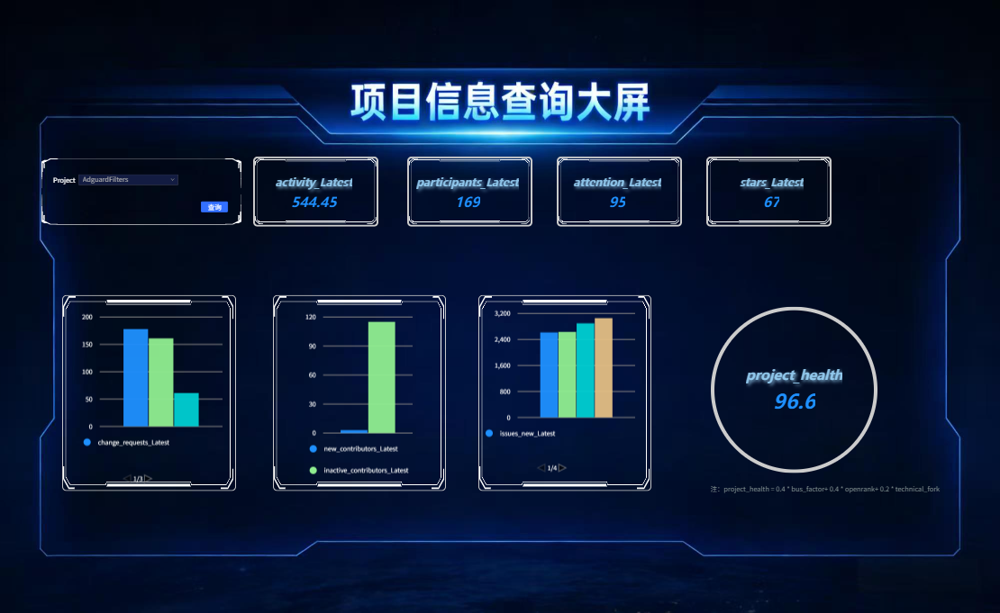 项目信息查询大屏
Project AdguardFilters
查询
activity_Latest
544.45
participants_Latest
169
attention_Latest
95
stars_Latest
67
200
150
100
50
0
change_requests_Latest
1/3
120
90
60
30
0
new_contributors_Latest
inactive_contributors_Latest
3,200
2,400
1,600
800
0
issues_new_Latest
1/4
project_health
96.6
注：project_health = 0.4 * bus_factor+ 0.4 * openrank+ 0.2 * technical_fork